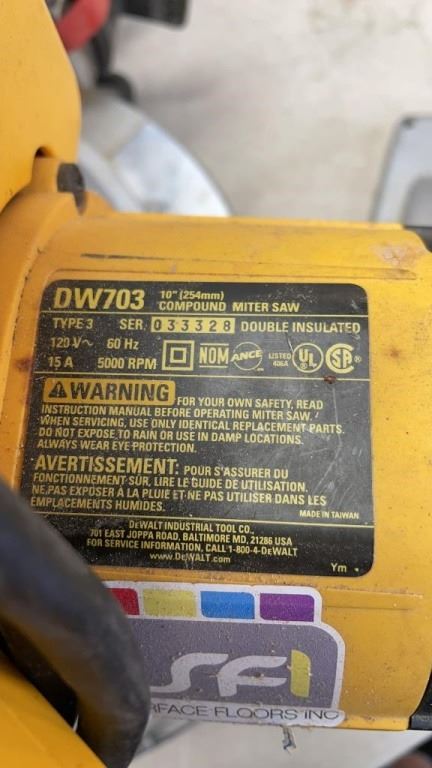 DW703 10" (254mm) COMPOUND MITER SAW
TYPE 3 SER. 033328 DOUBLE INSULATED
120 V~ 60 Hz
15 A 5000 RPM NOM ANCE LISTED 406A UL SA
WARNING FOR YOUR OWN SAFETY, READ
INSTRUCTION MANUAL BEFORE OPERATING MITER SAW.
WHEN SERVICING, USE ONLY IDENTICAL REPLACEMENT PARTS.
DO NOT EXPOSE TO RAIN OR USE IN DAMP LOCATIONS.
ALWAYS WEAR EYE PROTECTION.
AVERTISSEMENT: POUR S'ASSURER DU
FONCTIONNEMENT SÛR, LIRE LE GUIDE DE UTILISATION.
NE PAS EXPOSER À LA PLUIE ET NE PAS UTILISER DANS LES
EMPLACEMENTS HUMIDES.
MADE IN TAIWAN
DEWALT INDUSTRIAL TOOL CO.,
701 EAST JOPPA ROAD, BALTIMORE MD, 21286 USA
FOR SERVICE INFORMATION, CALL 1-800-4-DEWALT
www.DEWALT.com
Ym
SFI
RFACE FLOORS INC